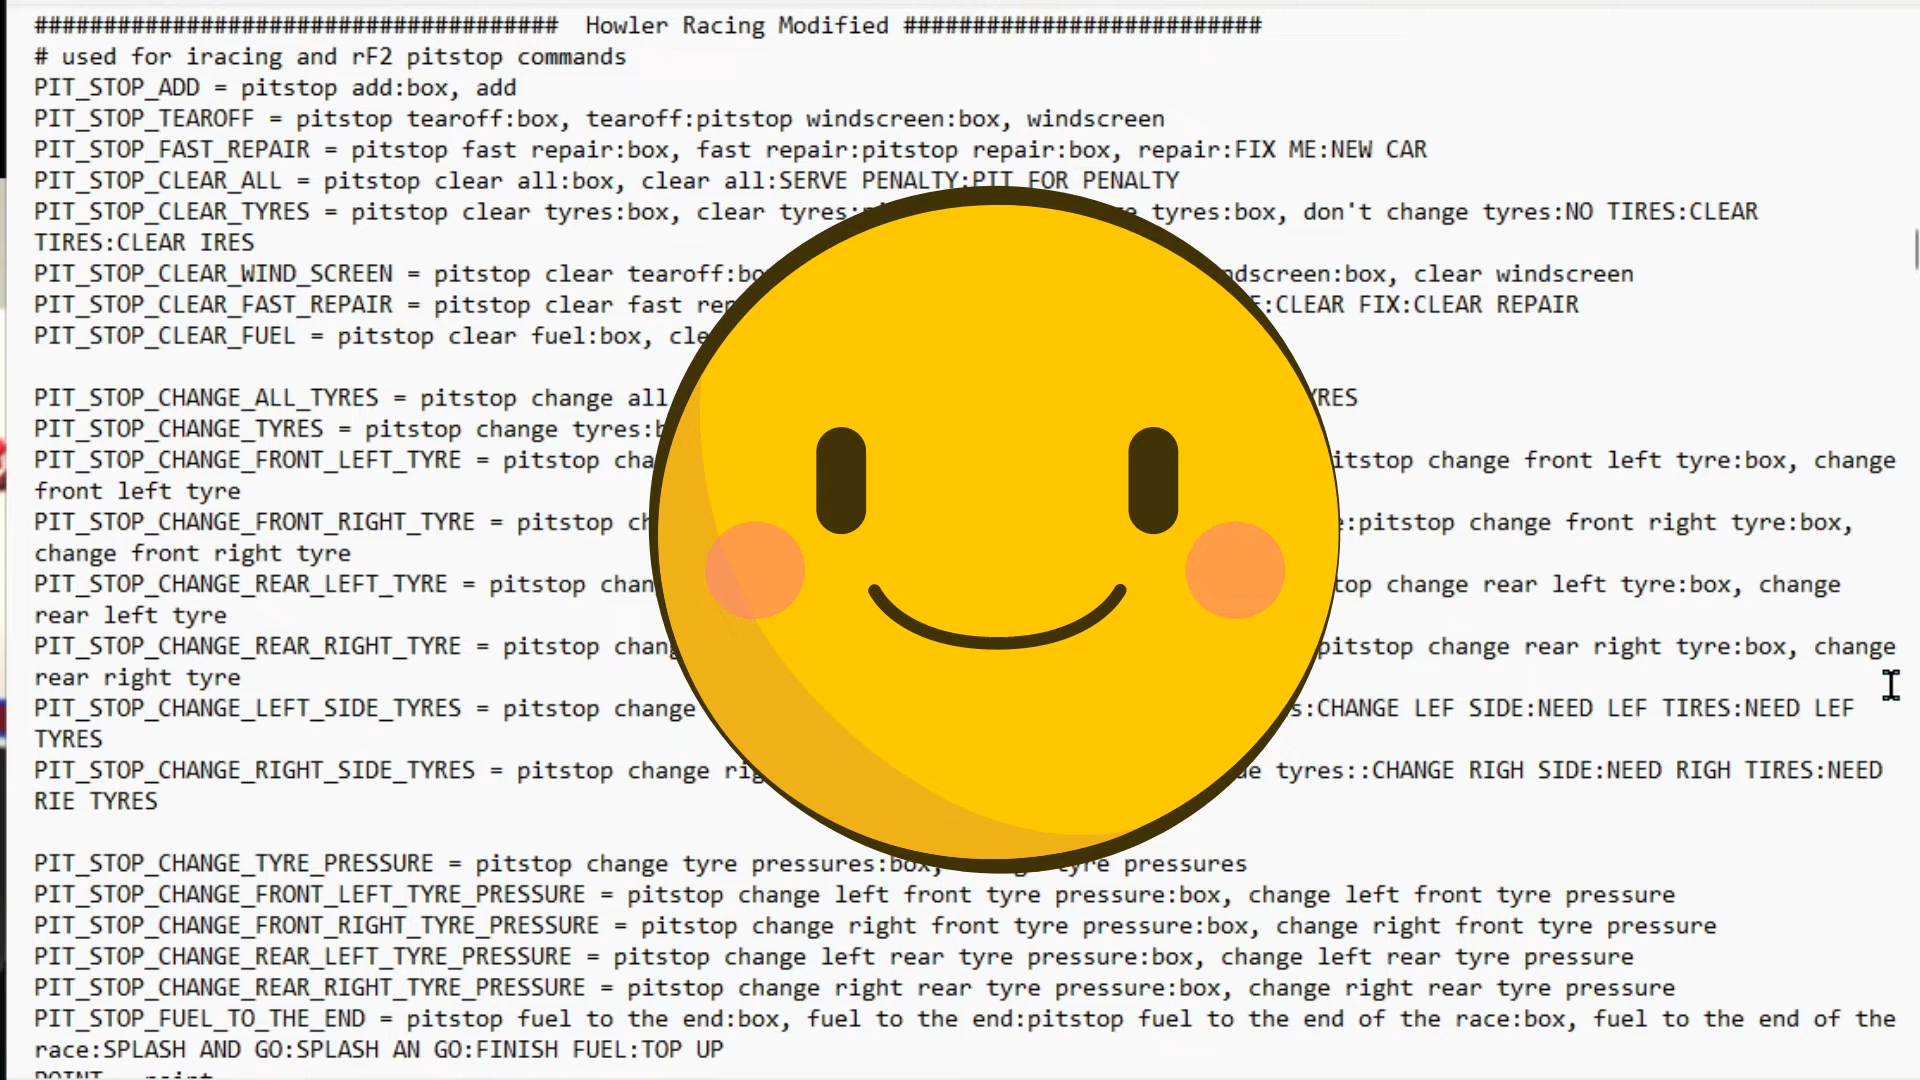 ######################################  Howler Racing Modified ##########################
# used for iracing and rF2 pitstop commands
PIT_STOP_ADD = pitstop add:box, add
PIT_STOP_TEAROFF = pitstop tearoff:box, tearoff:pitstop windscreen:box, windscreen
PIT_STOP_FAST_REPAIR = pitstop fast repair:box, fast repair:pitstop repair:box, repair:FIX ME:NEW CAR
PIT_STOP_CLEAR_ALL = pitstop clear all:box, clear all:SERVE PENALTY:PIT FOR PENALTY
PIT_STOP_CLEAR_TYRES = pitstop clear tyres:box, clear tyres: tyres:box, don't change tyres:NO TIRES:CLEAR
TIRES:CLEAR IRES
PIT_STOP_CLEAR_WIND_SCREEN = pitstop clear tearoff: clear windscreen
PIT_STOP_CLEAR_FAST_REPAIR = pitstop clear fast :CLEAR FIX:CLEAR REPAIR
PIT_STOP_CLEAR_FUEL = pitstop clear fuel:box,
PIT_STOP_CHANGE_ALL_TYRES = pitstop change all
PIT_STOP_CHANGE_TYRES = pitstop change tyres:
PIT_STOP_CHANGE_FRONT_LEFT_TYRE = pitstop change front left tyre:box, change
front left tyre
PIT_STOP_CHANGE_FRONT_RIGHT_TYRE = pitstop :pitstop change front right tyre:box,
change front right tyre
PIT_STOP_CHANGE_REAR_LEFT_TYRE = pitstop change rear left tyre:box, change
rear left tyre
PIT_STOP_CHANGE_REAR_RIGHT_TYRE = pitstop pitstop change rear right tyre:box, change
rear right tyre
PIT_STOP_CHANGE_LEFT_SIDE_TYRES = pitstop change :CHANGE LEF SIDE:NEED LEF TIRES:NEED LEF
TYRES
PIT_STOP_CHANGE_RIGHT_SIDE_TYRES = pitstop change tyres::CHANGE RIGH SIDE:NEED RIGH TIRES:NEED
RIE TYRES
PIT_STOP_CHANGE_TYRE_PRESSURE = pitstop change tyre pressures:box, tyre pressures
PIT_STOP_CHANGE_FRONT_LEFT_TYRE_PRESSURE = pitstop change left front tyre pressure:box, change left front tyre pressure
PIT_STOP_CHANGE_FRONT_RIGHT_TYRE_PRESSURE = pitstop change right front tyre pressure:box, change right front tyre pressure
PIT_STOP_CHANGE_REAR_LEFT_TYRE_PRESSURE = pitstop change left rear tyre pressure:box, change left rear tyre pressure
PIT_STOP_CHANGE_REAR_RIGHT_TYRE_PRESSURE = pitstop change right rear tyre pressure:box, change right rear tyre pressure
PIT_STOP_FUEL_TO_THE_END = pitstop fuel to the end:box, fuel to the end:pitstop fuel to the end of the race:box, fuel to the end of the
race:SPLASH AND GO:SPLASH AN GO:FINISH FUEL:TOP UP